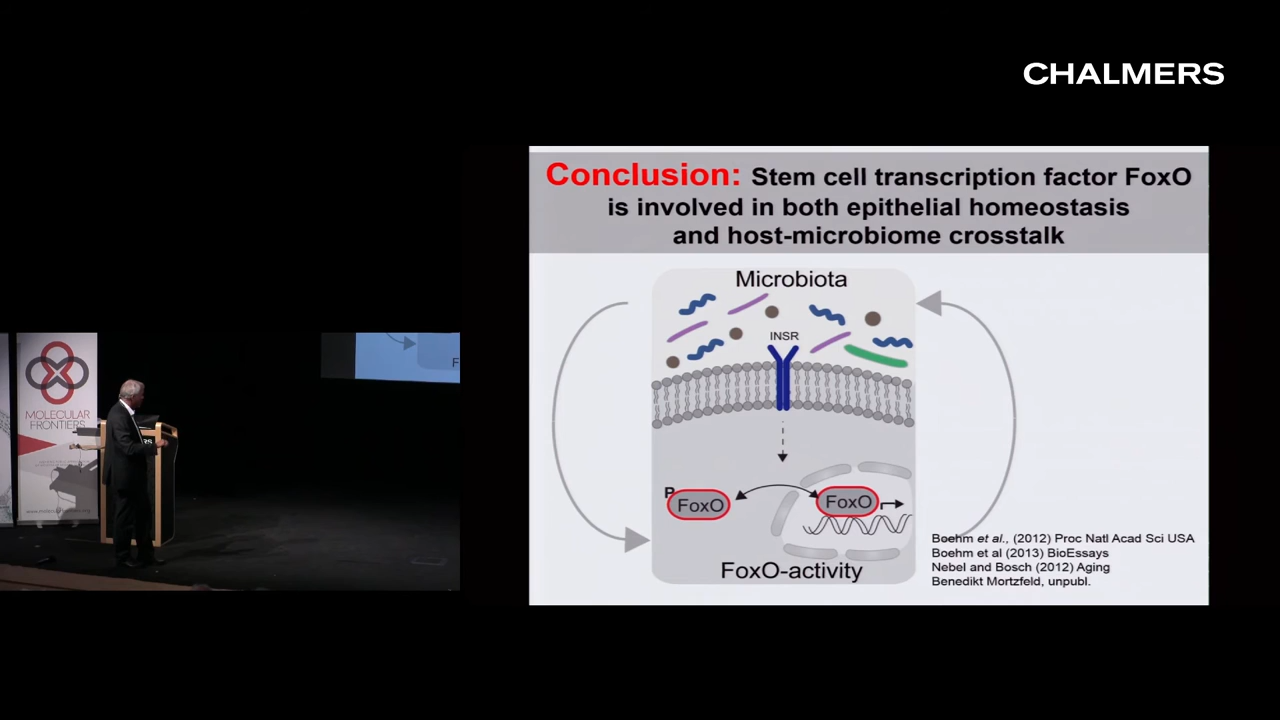 CHALMERS
Conclusion: Stem cell transcription factor FoxO
is involved in both epithelial homeostasis
and host-microbiome crosstalk
Microbiota
INSR
P
FoxO
FoxO
FoxO-activity
Boehm et al., (2012) Proc Natl Acad Sci USA
Boehm et al (2013) BioEssays
Nebel and Bosch (2012) Aging
Benedikt Mortzfeld, unpubl.
MOLECULAR
FRONTIERS